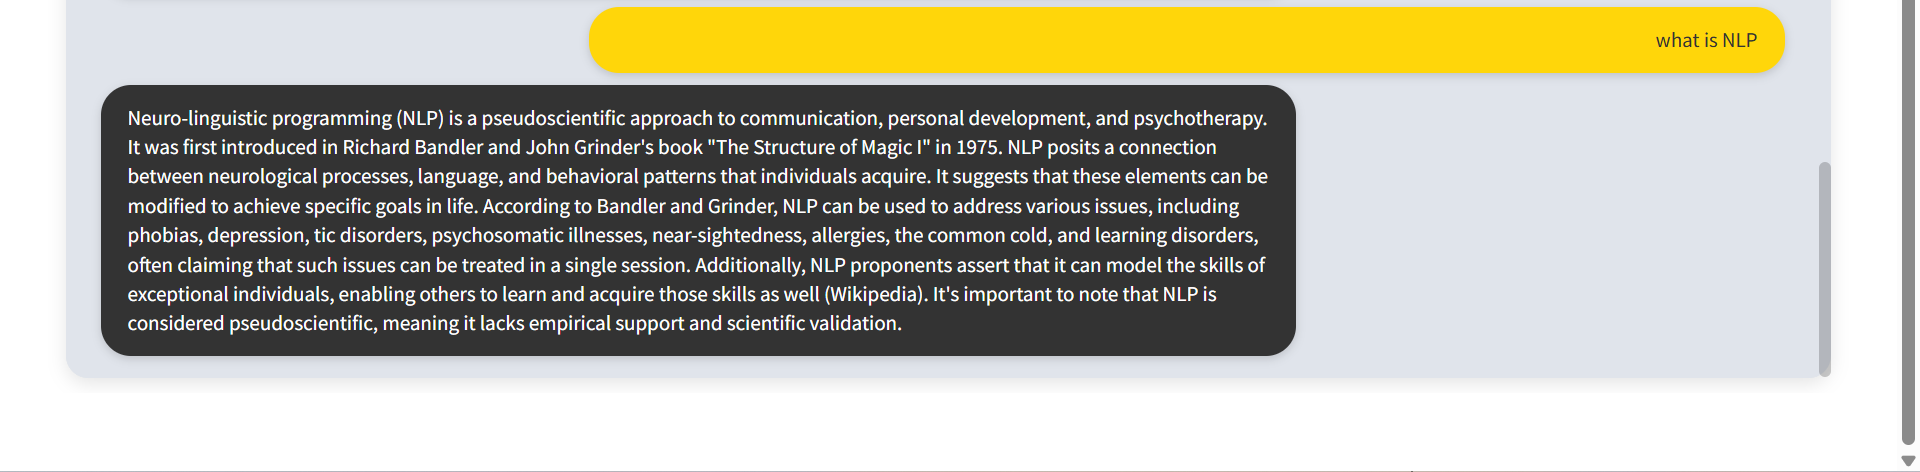 what is NLP
Neuro-linguistic programming (NLP) is a pseudoscientific approach to communication, personal development, and psychotherapy.
It was first introduced in Richard Bandler and John Grinder's book "The Structure of Magic I" in 1975. NLP posits a connection
between neurological processes, language, and behavioral patterns that individuals acquire. It suggests that these elements can be
modified to achieve specific goals in life. According to Bandler and Grinder, NLP can be used to address various issues, including
phobias, depression, tic disorders, psychosomatic illnesses, near-sightedness, allergies, the common cold, and learning disorders,
often claiming that such issues can be treated in a single session. Additionally, NLP proponents assert that it can model the skills of
exceptional individuals, enabling others to learn and acquire those skills as well (Wikipedia). It's important to note that NLP is
considered pseudoscientific, meaning it lacks empirical support and scientific validation.